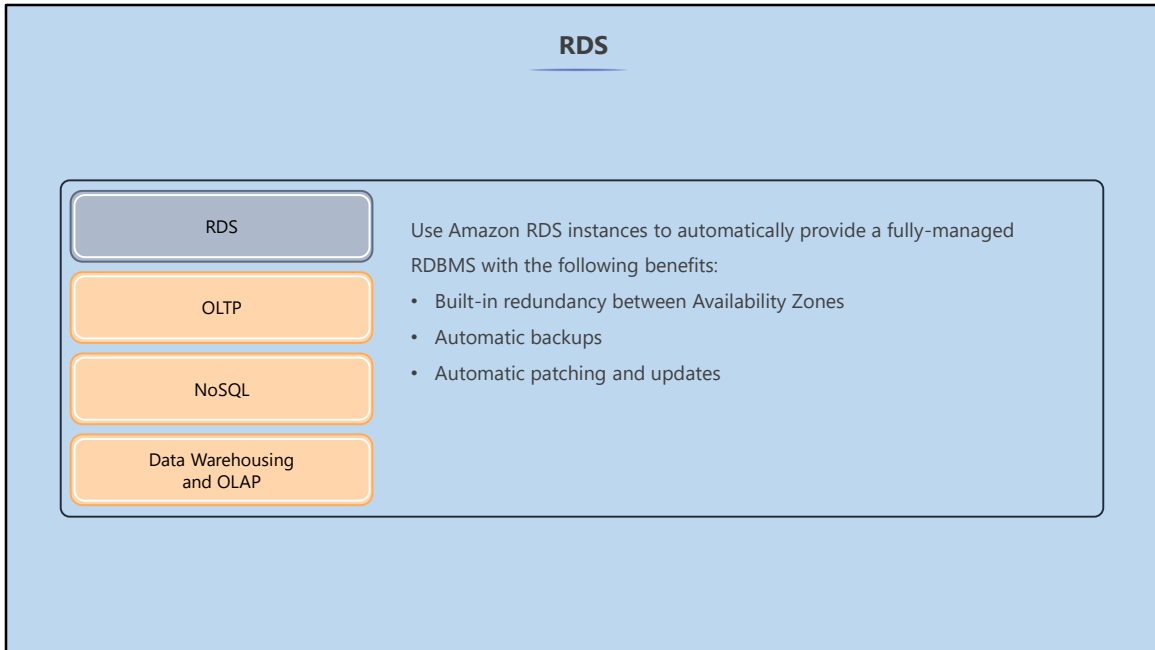 RDS
RDS
OLTP
NoSQL
Data Warehousing
and OLAP
Use Amazon RDS instances to automatically provide a fully-managed
RDBMS with the following benefits:
• Built-in redundancy between Availability Zones
• Automatic backups
• Automatic patching and updates